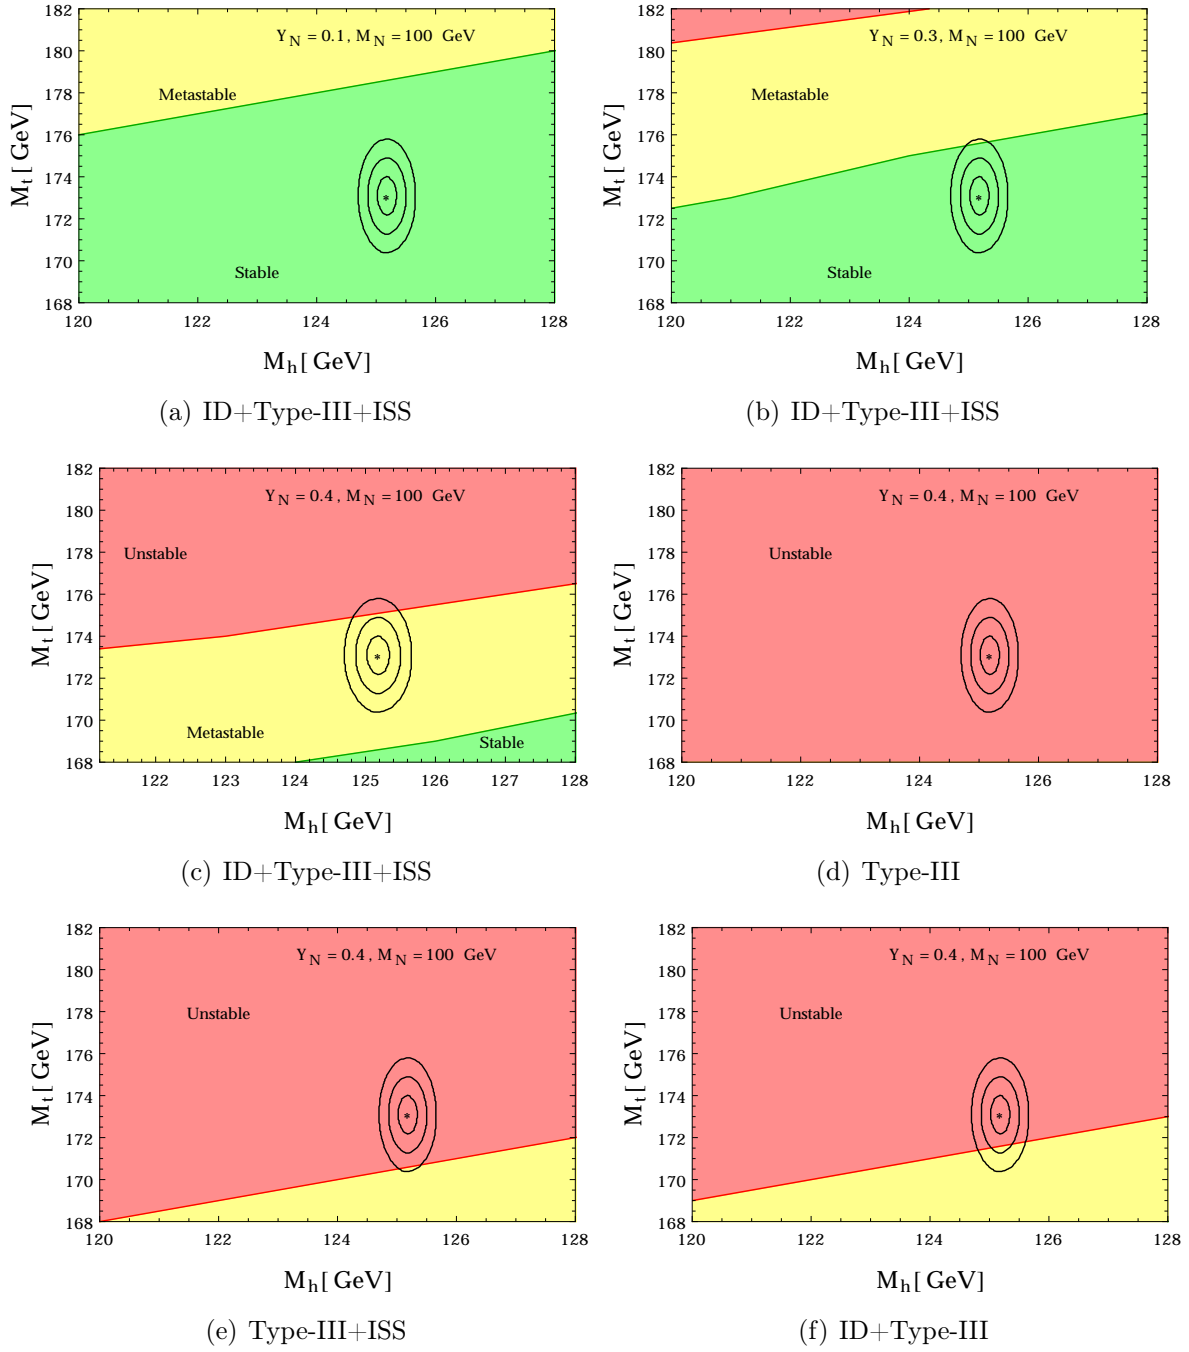 182
180
178
176
174
172
170
168
M_t [GeV]
Y_N = 0.1, M_N = 100 GeV
Metastable
Stable
120 122 124 126 128
M_h [GeV]
(a) ID+Type-III+ISS
182
180
178
176
174
172
170
168
M_t [GeV]
Y_N = 0.3, M_N = 100 GeV
Metastable
Stable
120 122 124 126 128
M_h [GeV]
(b) ID+Type-III+ISS
182
180
178
176
174
172
170
168
M_t [GeV]
Y_N = 0.4, M_N = 100 GeV
Unstable
Metastable
Stable
122 123 124 125 126 127 128
M_h [GeV]
(c) ID+Type-III+ISS
182
180
178
176
174
172
170
168
M_t [GeV]
Y_N = 0.4, M_N = 100 GeV
Unstable
120 122 124 126 128
M_h [GeV]
(d) Type-III
182
180
178
176
174
172
170
168
M_t [GeV]
Y_N = 0.4, M_N = 100 GeV
Unstable
120 122 124 126 128
M_h [GeV]
(e) Type-III+ISS
182
180
178
176
174
172
170
168
M_t [GeV]
Y_N = 0.4, M_N = 100 GeV
Unstable
120 122 124 126 128
M_h [GeV]
(f) ID+Type-III